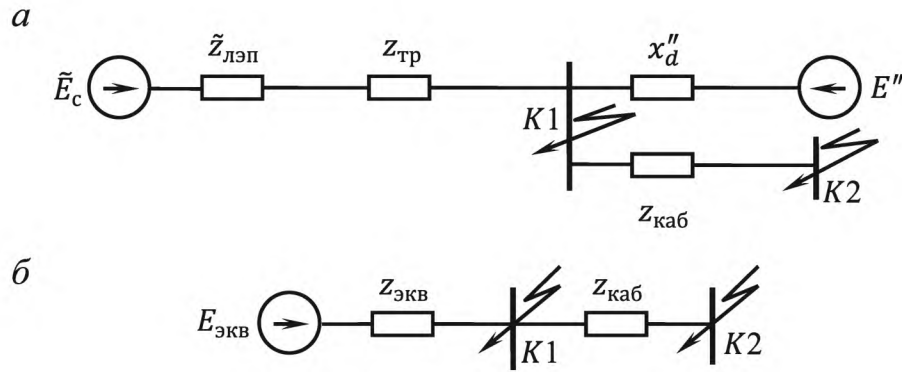 а
z̃лэп zтр x″d
Ẽс K1 E″
K2
zкаб
б
zэкв zкаб
Eэкв K1 K2